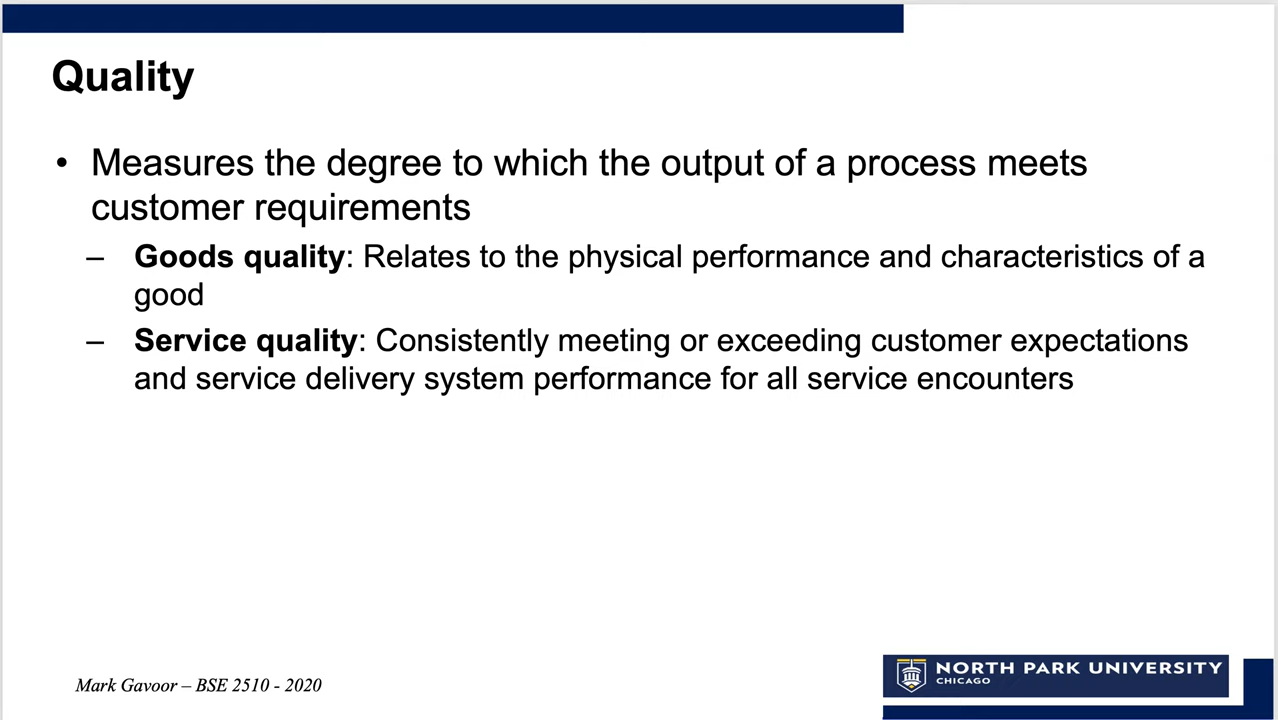 Quality
• Measures the degree to which the output of a process meets
customer requirements
– Goods quality: Relates to the physical performance and characteristics of a
good
– Service quality: Consistently meeting or exceeding customer expectations
and service delivery system performance for all service encounters
Mark Gavoor – BSE 2510 - 2020
NORTH PARK UNIVERSITY
CHICAGO